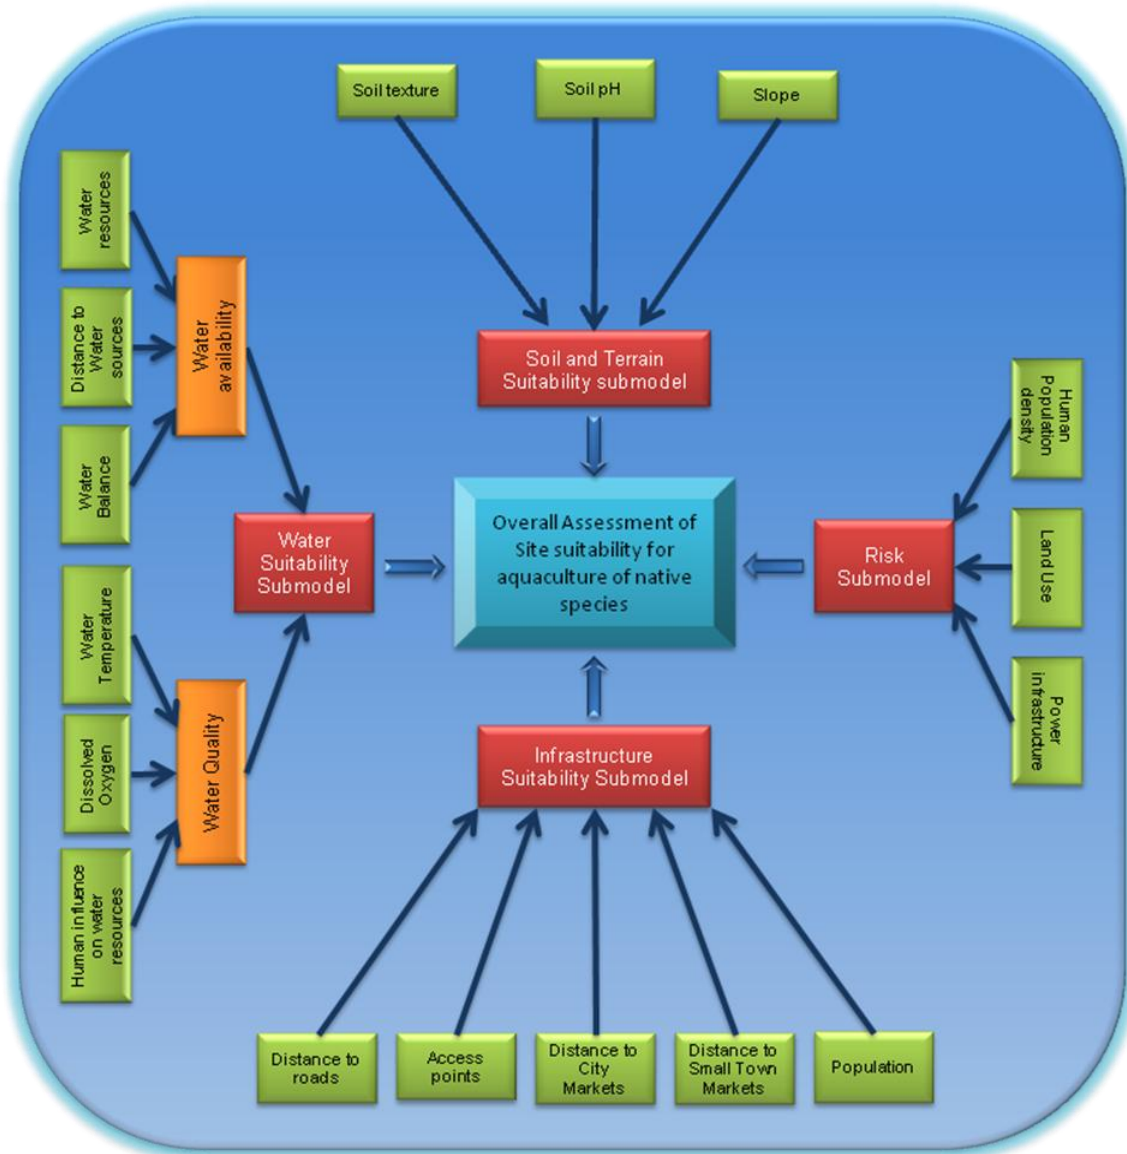 Soil texture
Soil pH
Slope
Water
resources
Distance to
Water
sources
Water
Balance
Water
Temperature
Dissolved
Oxygen
Human influence
on water
resources
Water
availability
Water Quality
Water
Suitability
Submodel
Soil and Terrain
Suitability submodel
Overall Assessment of
Site suitability for
aquaculture of native
species
Infrastructure
Suitability Submodel
Risk
Submodel
Human
Population
density
Land Use
Power
infrastructure
Distance to
roads
Access
points
Distance to
City
Markets
Distance to
Small Town
Markets
Population